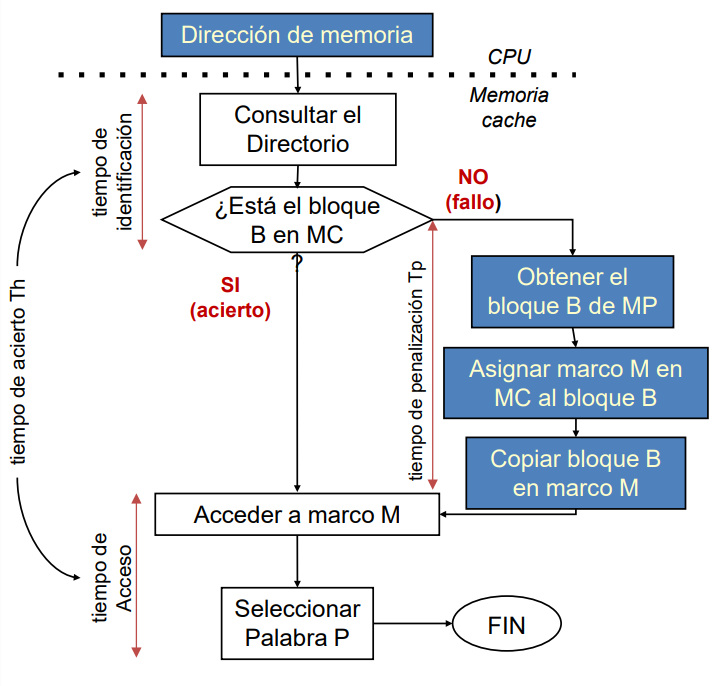 Dirección de memoria
CPU
Memoria
cache
Consultar el
Directorio
tiempo de
identificación
¿Está el bloque
B en MC
?
NO
(fallo)
SI
(acierto)
Obtener el
bloque B de MP
Asignar marco M en
MC al bloque B
Copiar bloque B
en marco M
tiempo de penalización Tp
tiempo de acierto Th
Acceder a marco M
tiempo de
Acceso
Seleccionar
Palabra P
FIN